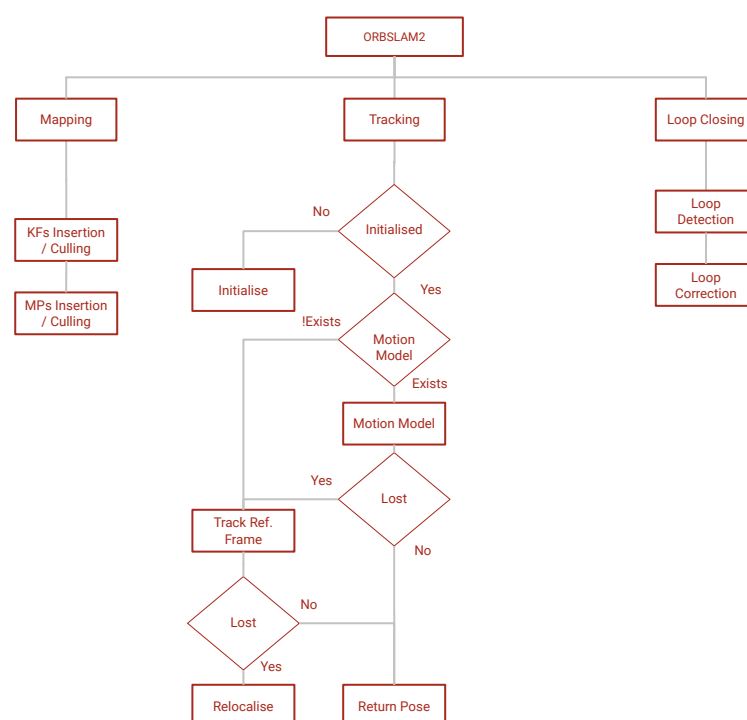 ORBSLAM2
Mapping
Tracking
Loop Closing
No
Initialised
Loop
Detection
KFs Insertion
/ Culling
Initialise
Yes
Loop
Correction
MPs Insertion
/ Culling
!Exists
Motion
Model
Exists
Motion Model
Yes
Lost
Track Ref.
Frame
No
No
Lost
Yes
Relocalise
Return Pose